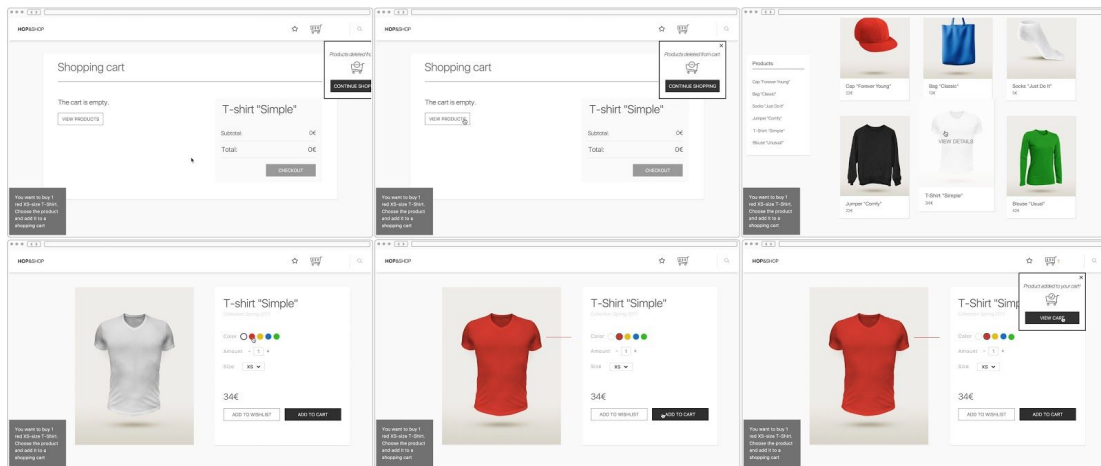 HOP&SHOP
Products deleted fr
CONTINUE SHOP
Shopping cart
The cart is empty.
VIEW PRODUCTS
T-shirt "Simple"
Subtotal: 0€
Total: 0€
CHECKOUT
You want to buy 1
red XS-size T-Shirt.
Choose the product
and add it to a
shopping cart
HOP&SHOP
Products deleted from cart
CONTINUE SHOPPING
Shopping cart
The cart is empty.
VIEW PRODUCTS
T-shirt "Simple"
Subtotal: 0€
Total: 0€
CHECKOUT
You want to buy 1
red XS-size T-Shirt.
Choose the product
and add it to a
shopping cart
Products
Cap "Forever Young"
Bag "Classic"
Socks "Just Do It"
Jumper "Comfy"
T-Shirt "Simple"
Blouse "Unusual"
Cap "Forever Young"
Bag "Classic"
Socks "Just Do It"
VIEW DETAILS
Jumper "Comfy"
T-Shirt "Simple"
34€
Blouse "Usual"
You want to buy 1
red XS-size T-Shirt.
Choose the product
and add it to a
shopping cart
HOP&SHOP
T-shirt "Simple"
Collection Spring 2017
Color
Amount - 1 +
Size XS
34€
ADD TO WISHLIST ADD TO CART
You want to buy 1
red XS-size T-Shirt.
Choose the product
and add it to a
shopping cart
HOP&SHOP
T-shirt "Simple"
Collection Spring 2017
Color
Amount - 1 +
Size XS
34€
ADD TO WISHLIST ADD TO CART
You want to buy 1
red XS-size T-Shirt.
Choose the product
and add it to a
shopping cart
HOP&SHOP
Product added to your cart!
VIEW CART
T-shirt "Simp
Collection Spring 2017
Color
Amount - 1 +
Size XS
34€
ADD TO WISHLIST ADD TO CART
You want to buy 1
red XS-size T-Shirt.
Choose the product
and add it to a
shopping cart